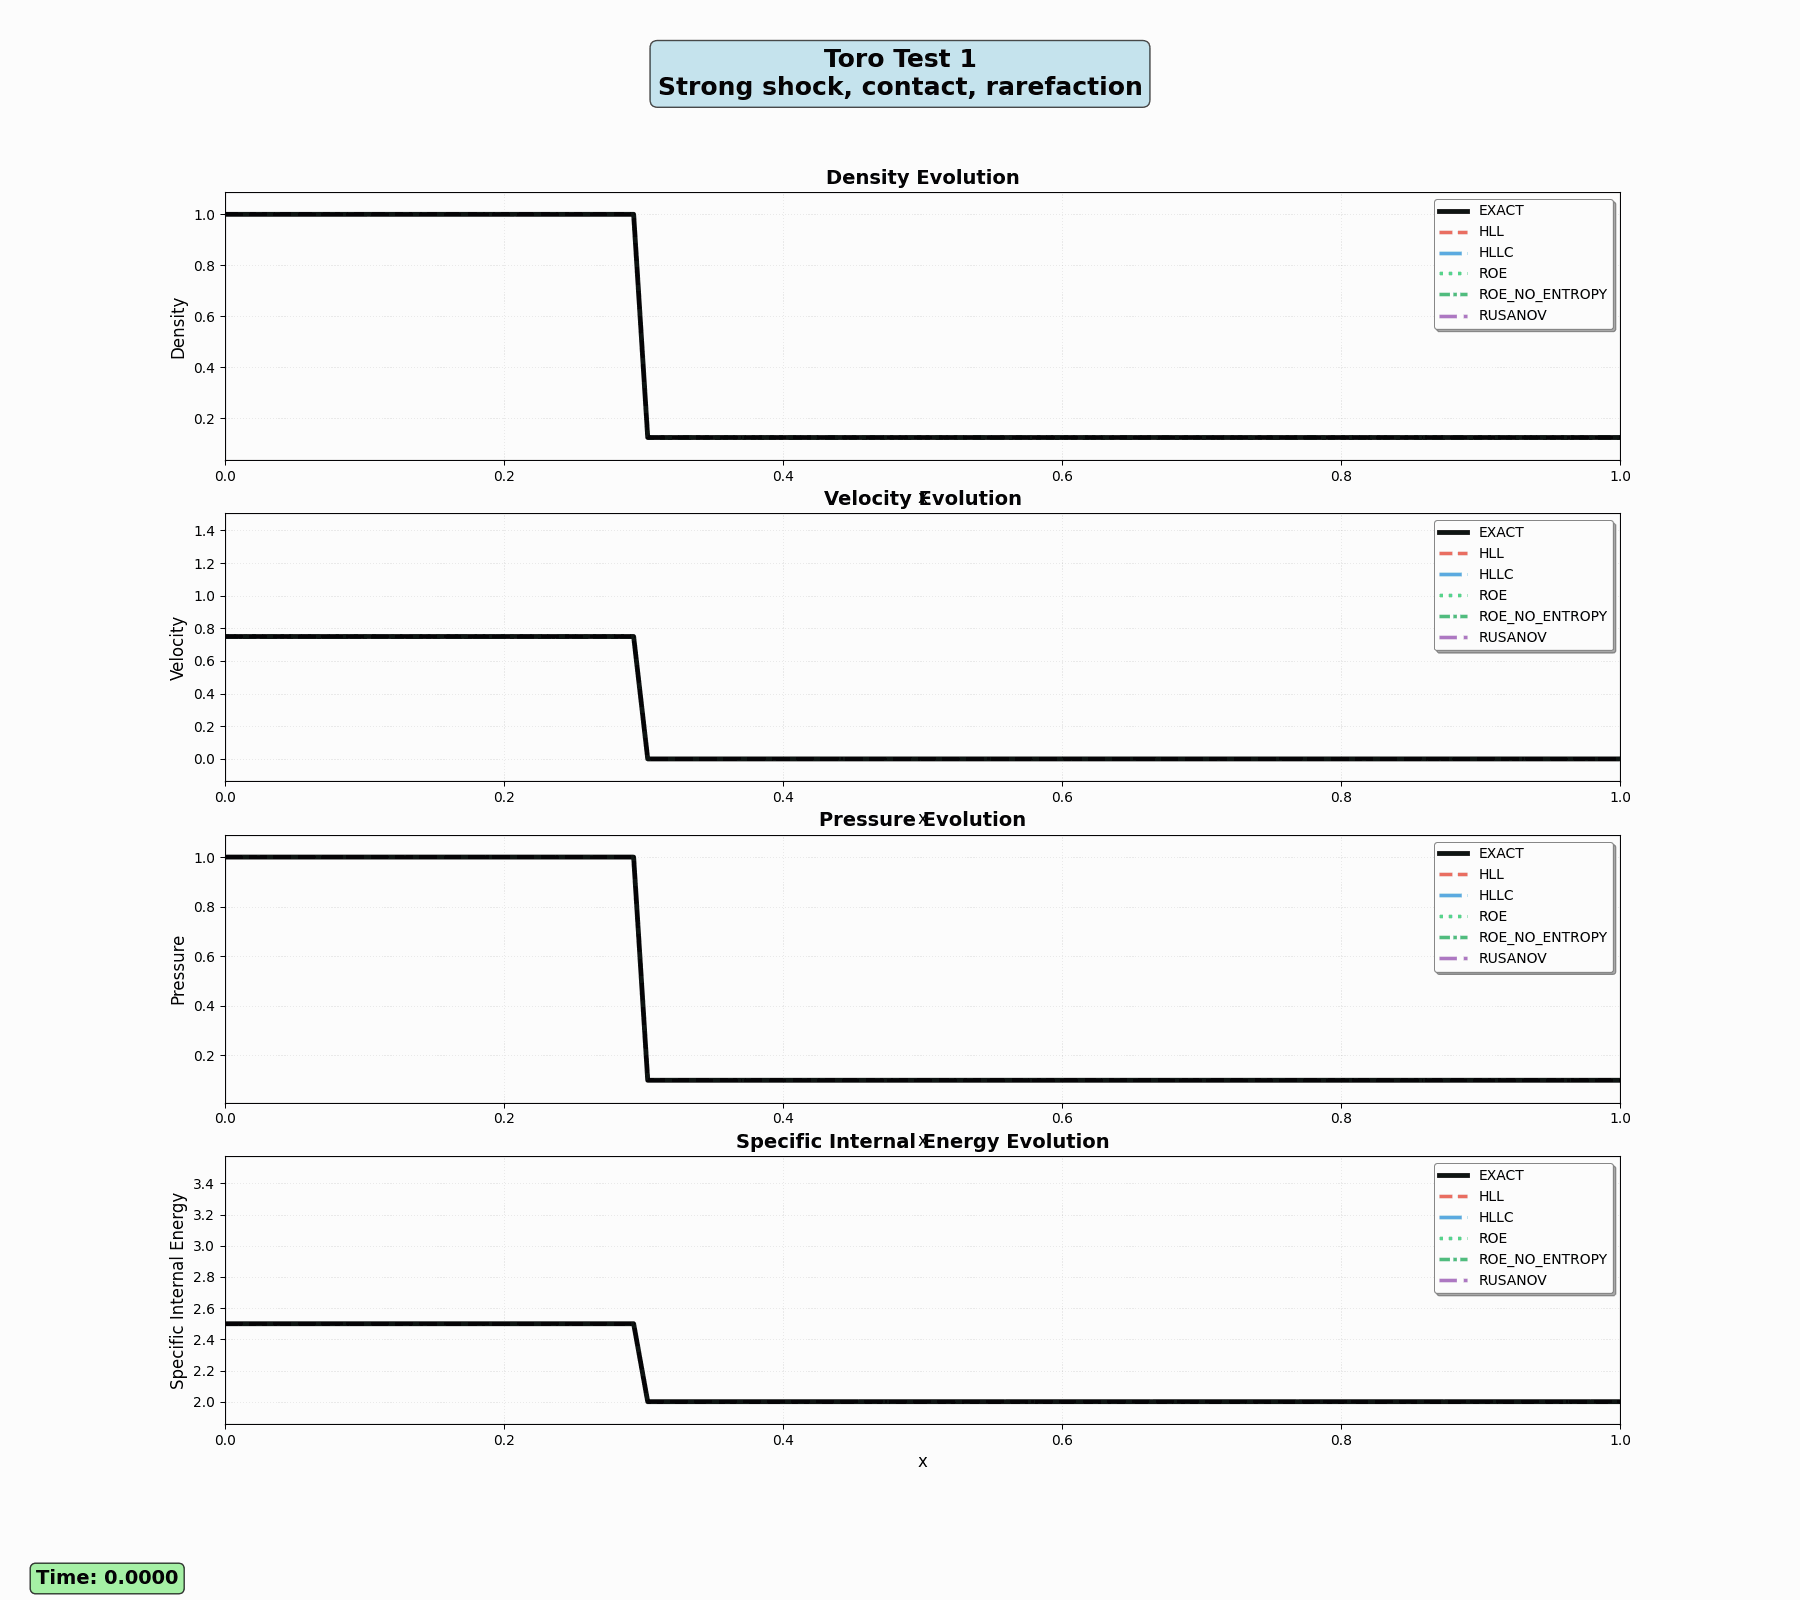 Toro Test 1
Strong shock, contact, rarefaction
Density Evolution
Density
1.0
0.8
0.6
0.4
0.2
EXACT
HLL
HLLC
ROE
ROE_NO_ENTROPY
RUSANOV
0.0 0.2 0.4 0.6 0.8 1.0
x
Velocity Evolution
Velocity
1.4
1.2
1.0
0.8
0.6
0.4
0.2
0.0
EXACT
HLL
HLLC
ROE
ROE_NO_ENTROPY
RUSANOV
0.0 0.2 0.4 0.6 0.8 1.0
x
Pressure Evolution
Pressure
1.0
0.8
0.6
0.4
0.2
EXACT
HLL
HLLC
ROE
ROE_NO_ENTROPY
RUSANOV
0.0 0.2 0.4 0.6 0.8 1.0
x
Specific Internal Energy Evolution
Specific Internal Energy
3.4
3.2
3.0
2.8
2.6
2.4
2.2
2.0
EXACT
HLL
HLLC
ROE
ROE_NO_ENTROPY
RUSANOV
0.0 0.2 0.4 0.6 0.8 1.0
x
Time: 0.0000